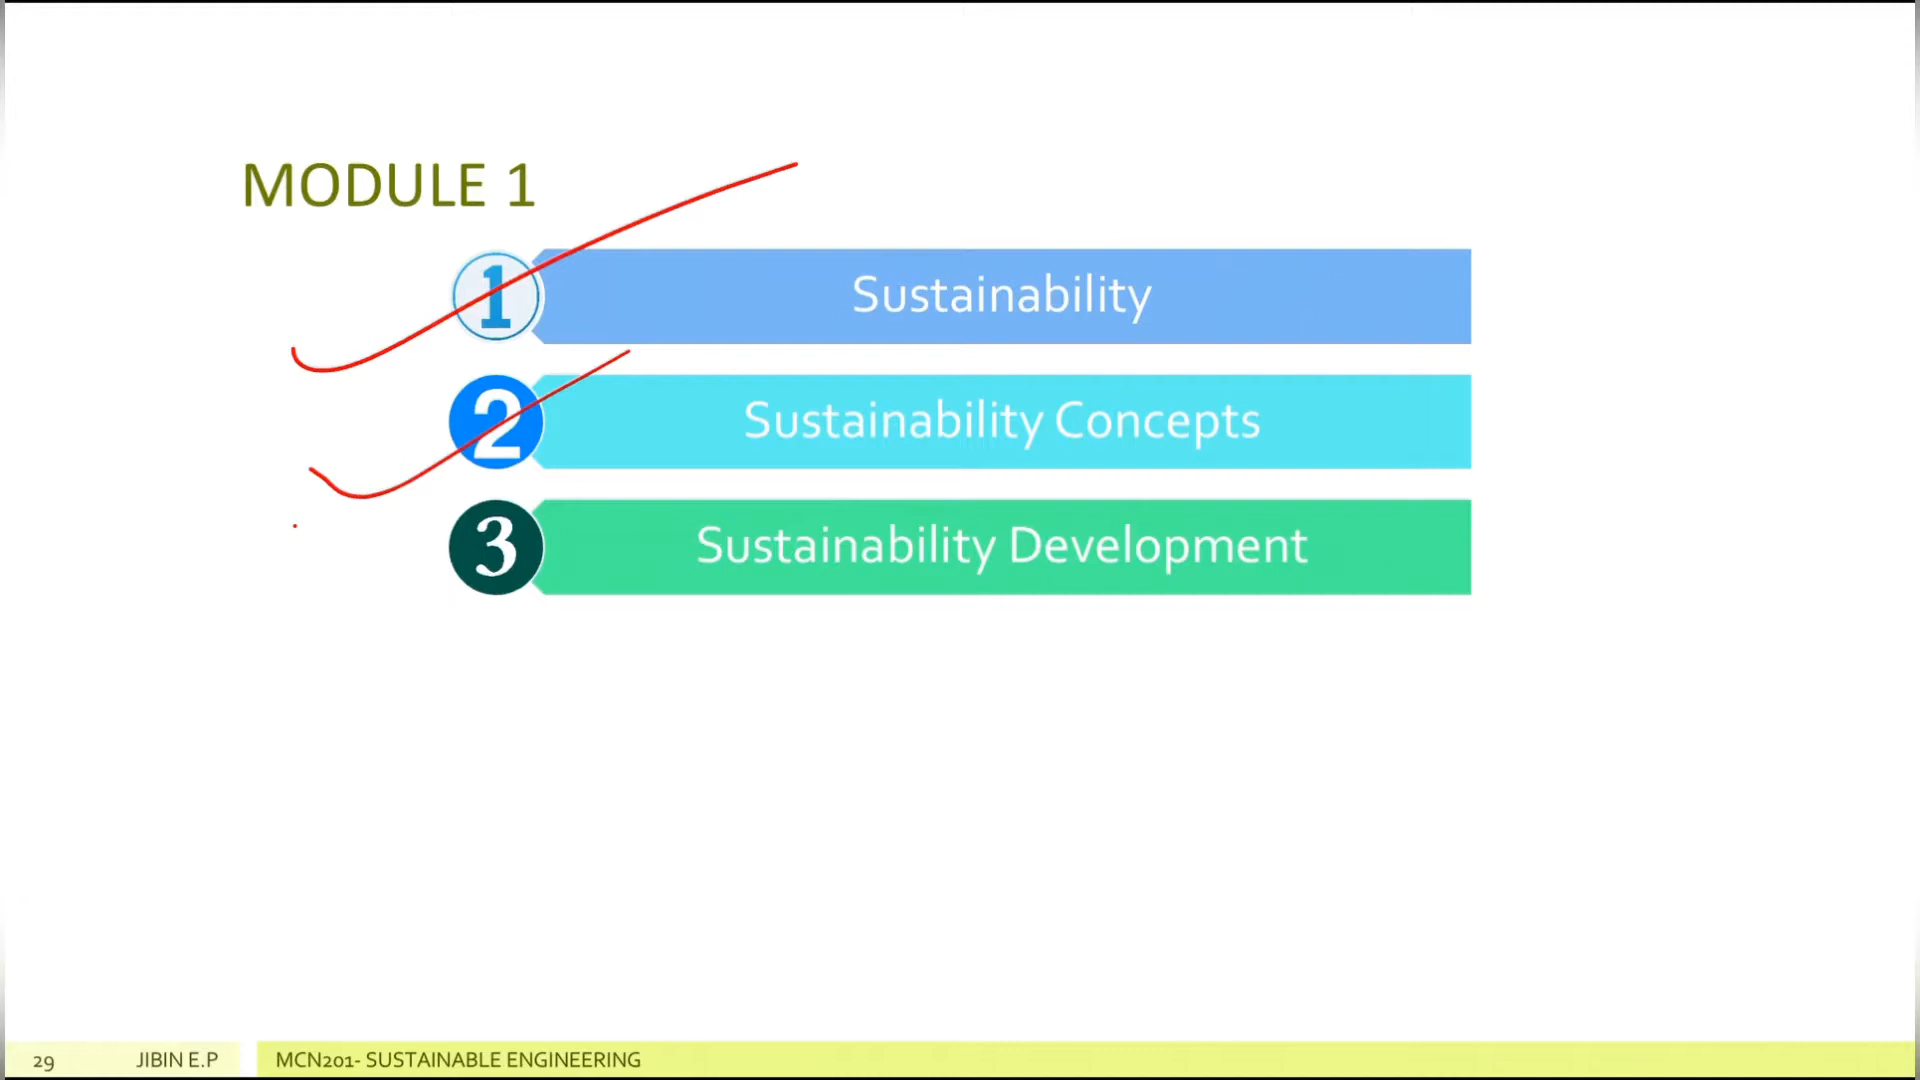 MODULE 1
1 Sustainability
2 Sustainability Concepts
3 Sustainability Development
29 JIBIN E.P MCN201- SUSTAINABLE ENGINEERING